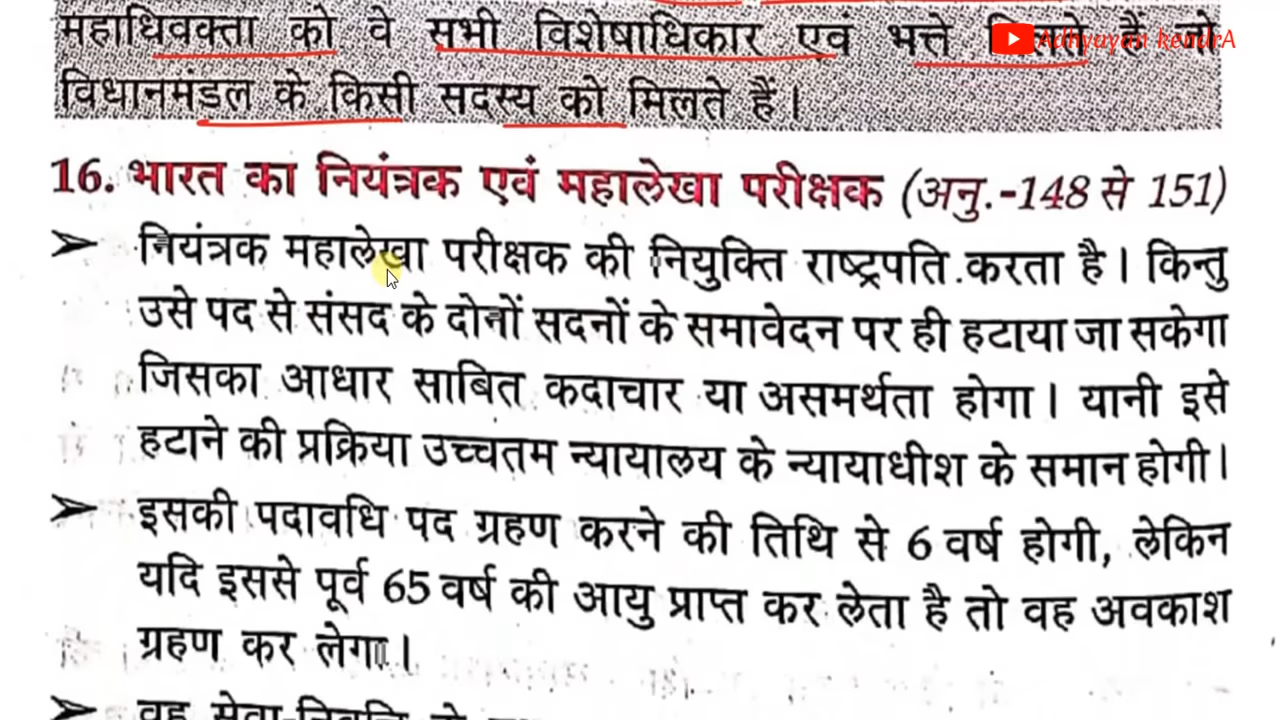 महाधिवक्ता को वे सभी विशेषाधिकार एवं भत्ते मिलते हैं जो
Adhyayan kendrA
विधानमंडल के किसी सदस्य को मिलते हैं।
16. भारत का नियंत्रक एवं महालेखा परीक्षक (अनु.-148 से 151)
➤ नियंत्रक महालेखा परीक्षक की नियुक्ति राष्ट्रपति करता है। किन्तु
उसे पद से संसद के दोनों सदनों के समावेदन पर ही हटाया जा सकेगा
जिसका आधार साबित कदाचार या असमर्थता होगा। यानी इसे
हटाने की प्रक्रिया उच्चतम न्यायालय के न्यायाधीश के समान होगी।
➤ इसकी पदावधि पद ग्रहण करने की तिथि से 6 वर्ष होगी, लेकिन
यदि इससे पूर्व 65 वर्ष की आयु प्राप्त कर लेता है तो वह अवकाश
ग्रहण कर लेगा।
➤ वह सेवा-निवृत्ति